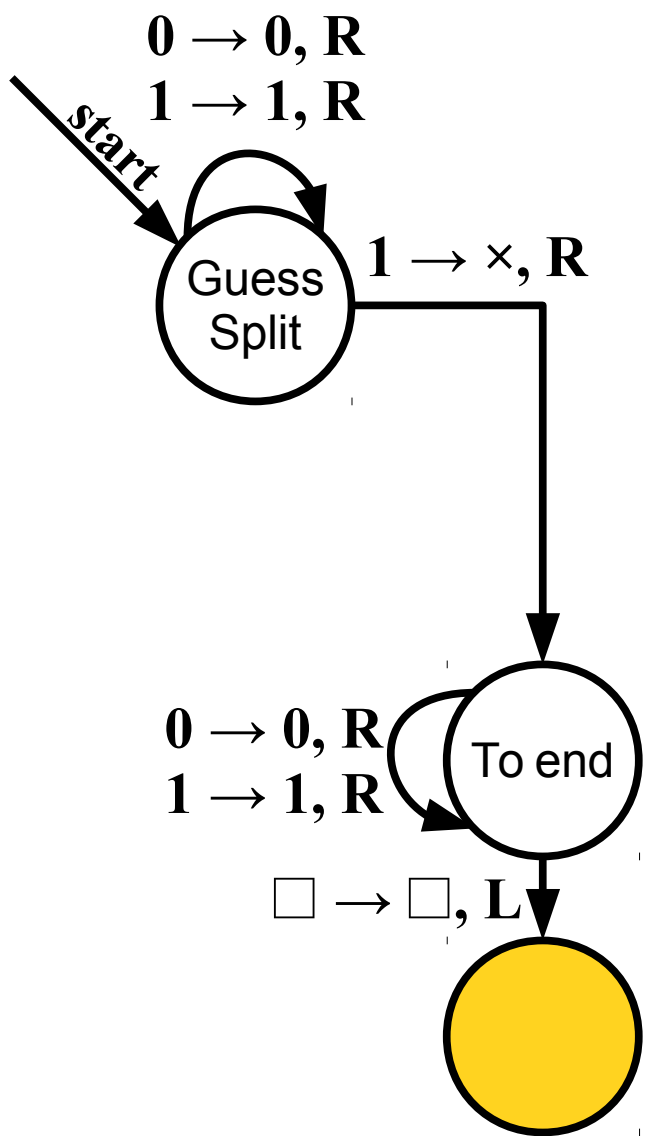 0 → 0, R
1 → 1, R
start
Guess
Split
1 → ×, R
0 → 0, R
1 → 1, R
To end
□ → □, L